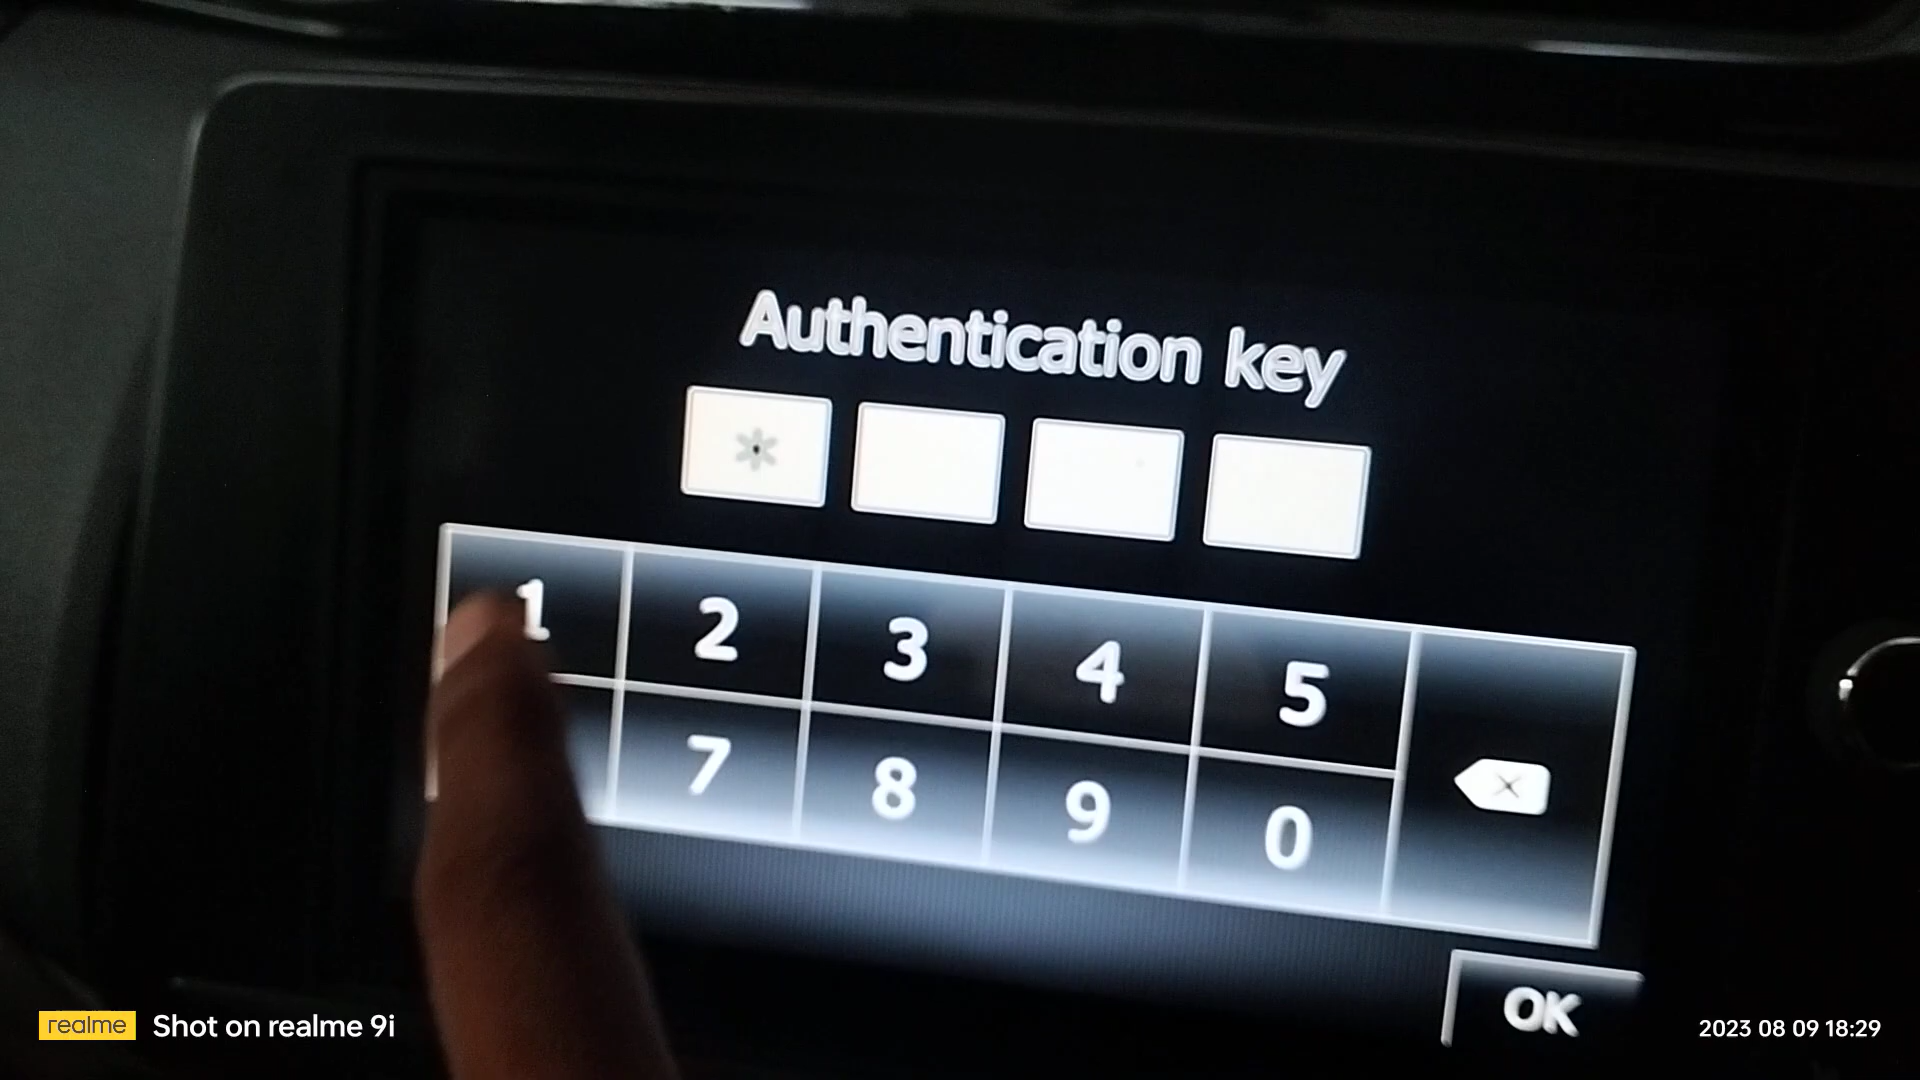 Authentication key
*
1 2 3 4 5
7 8 9 0
OK
realme Shot on realme 9i
2023 08 09 18:29